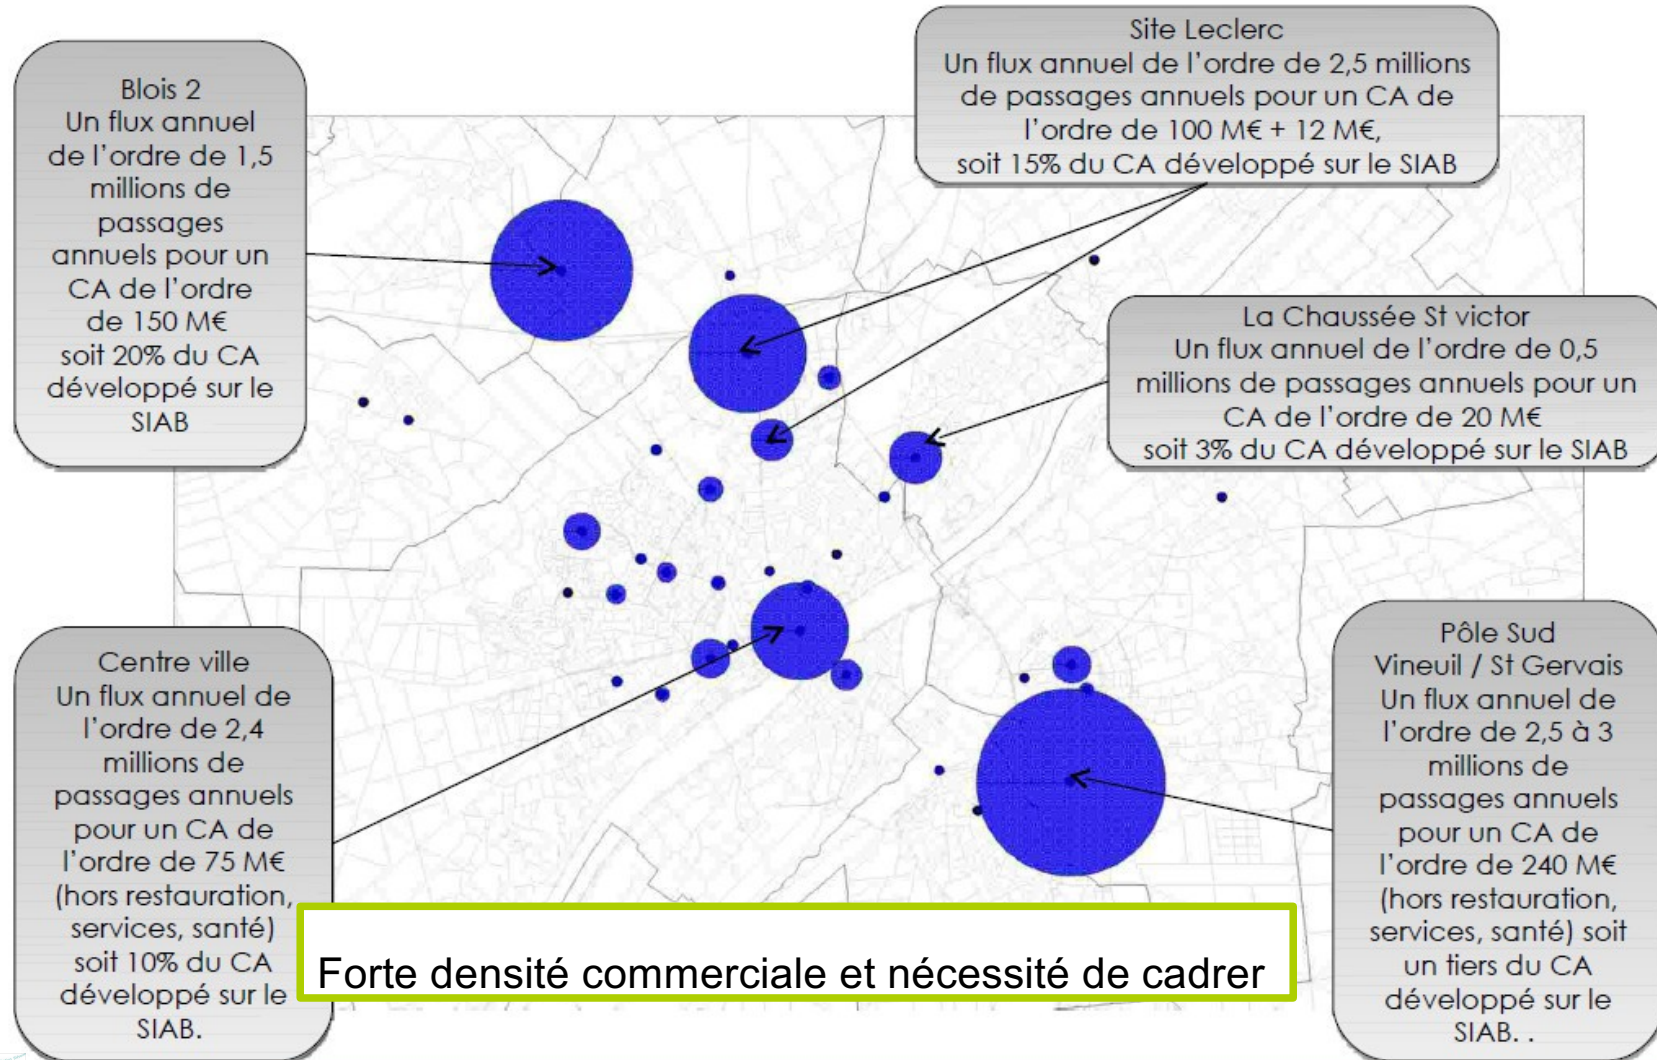 Blois 2
Un flux annuel
de l’ordre de 1,5
millions de
passages
annuels pour un
CA de l’ordre
de 150 M€
soit 20% du CA
développé sur le
SIAB
Site Leclerc
Un flux annuel de l’ordre de 2,5 millions
de passages annuels pour un CA de
l’ordre de 100 M€ + 12 M€,
soit 15% du CA développé sur le SIAB
La Chaussée St victor
Un flux annuel de l’ordre de 0,5
millions de passages annuels pour un
CA de l’ordre de 20 M€
soit 3% du CA développé sur le SIAB
Centre ville
Un flux annuel de
l’ordre de 2,4
millions de
passages annuels
pour un CA de
l’ordre de 75 M€
(hors restauration,
services, santé)
soit 10% du CA
développé sur le
SIAB.
Pôle Sud
Vineuil / St Gervais
Un flux annuel de
l’ordre de 2,5 à 3
millions de
passages annuels
pour un CA de
l’ordre de 240 M€
(hors restauration,
services, santé) soit
un tiers du CA
développé sur le
SIAB. .
Forte densité commerciale et nécessité de cadrer